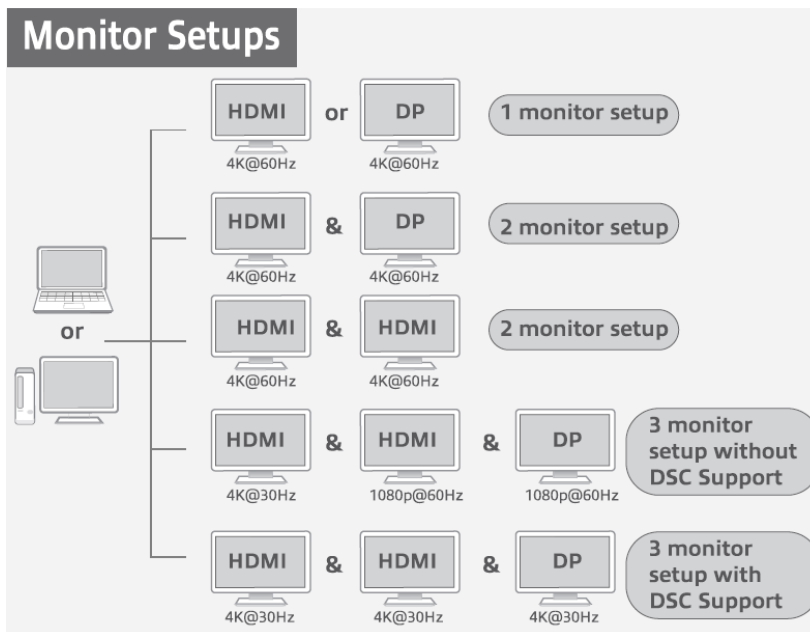 Monitor Setups
HDMI or DP 1 monitor setup
4K@60Hz 4K@60Hz
HDMI & DP 2 monitor setup
4K@60Hz 4K@60Hz
or
HDMI & HDMI 2 monitor setup
4K@60Hz 4K@60Hz
HDMI & HDMI & DP
4K@30Hz 1080p@60Hz 1080p@60Hz
3 monitor
setup without
DSC Support
HDMI & HDMI & DP
4K@30Hz 4K@30Hz 4K@30Hz
3 monitor
setup with
DSC Support